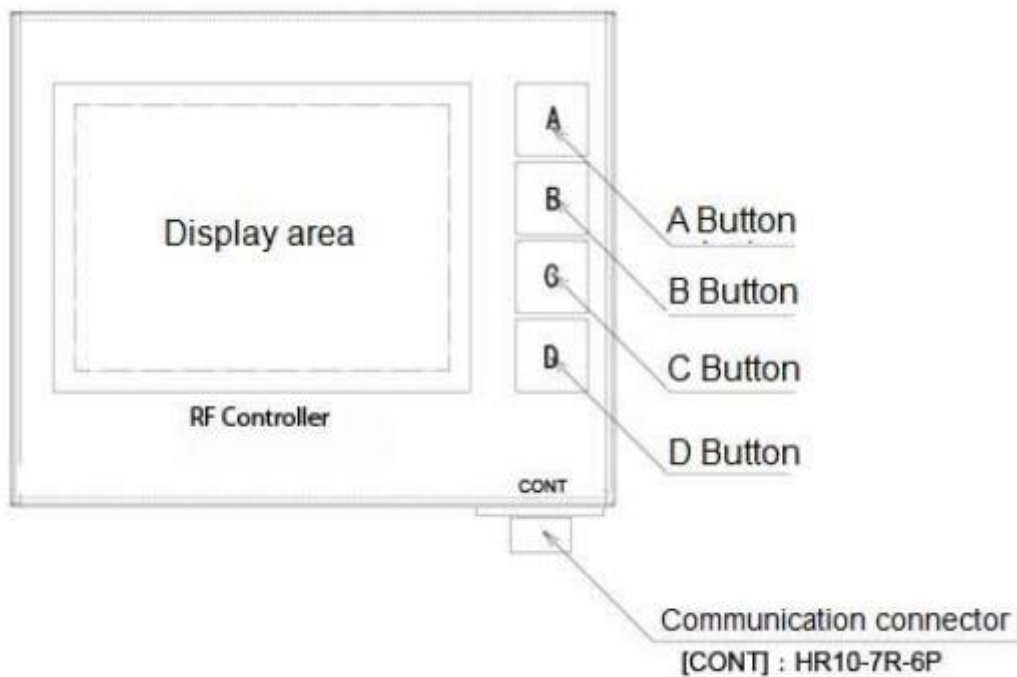 A
B
C
D
Display area
A Button
B Button
C Button
D Button
RF Controller
CONT
Communication connector
[CONT] : HR10-7R-6P